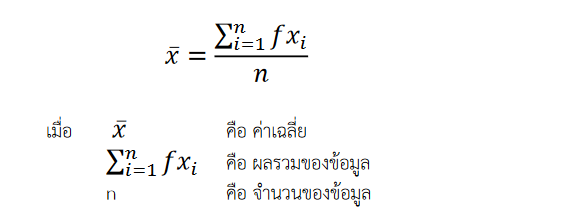 x̄ = ∑ᵢ₌₁ⁿ fxᵢ / n
เมื่อ x̄ คือ ค่าเฉลี่ย
∑ᵢ₌₁ⁿ fxᵢ คือ ผลรวมของข้อมูล
n คือ จำนวนของข้อมูล